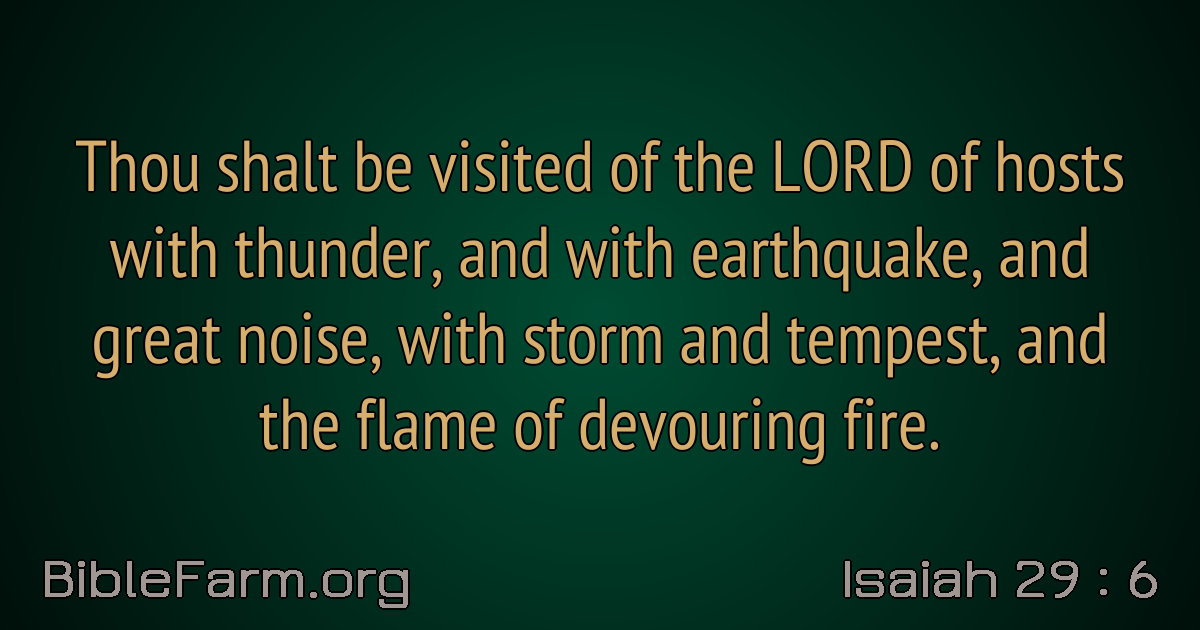 Thou shalt be visited of the LORD of hosts
with thunder, and with earthquake, and
great noise, with storm and tempest, and
the flame of devouring fire.
BibleFarm.org
Isaiah 29 : 6